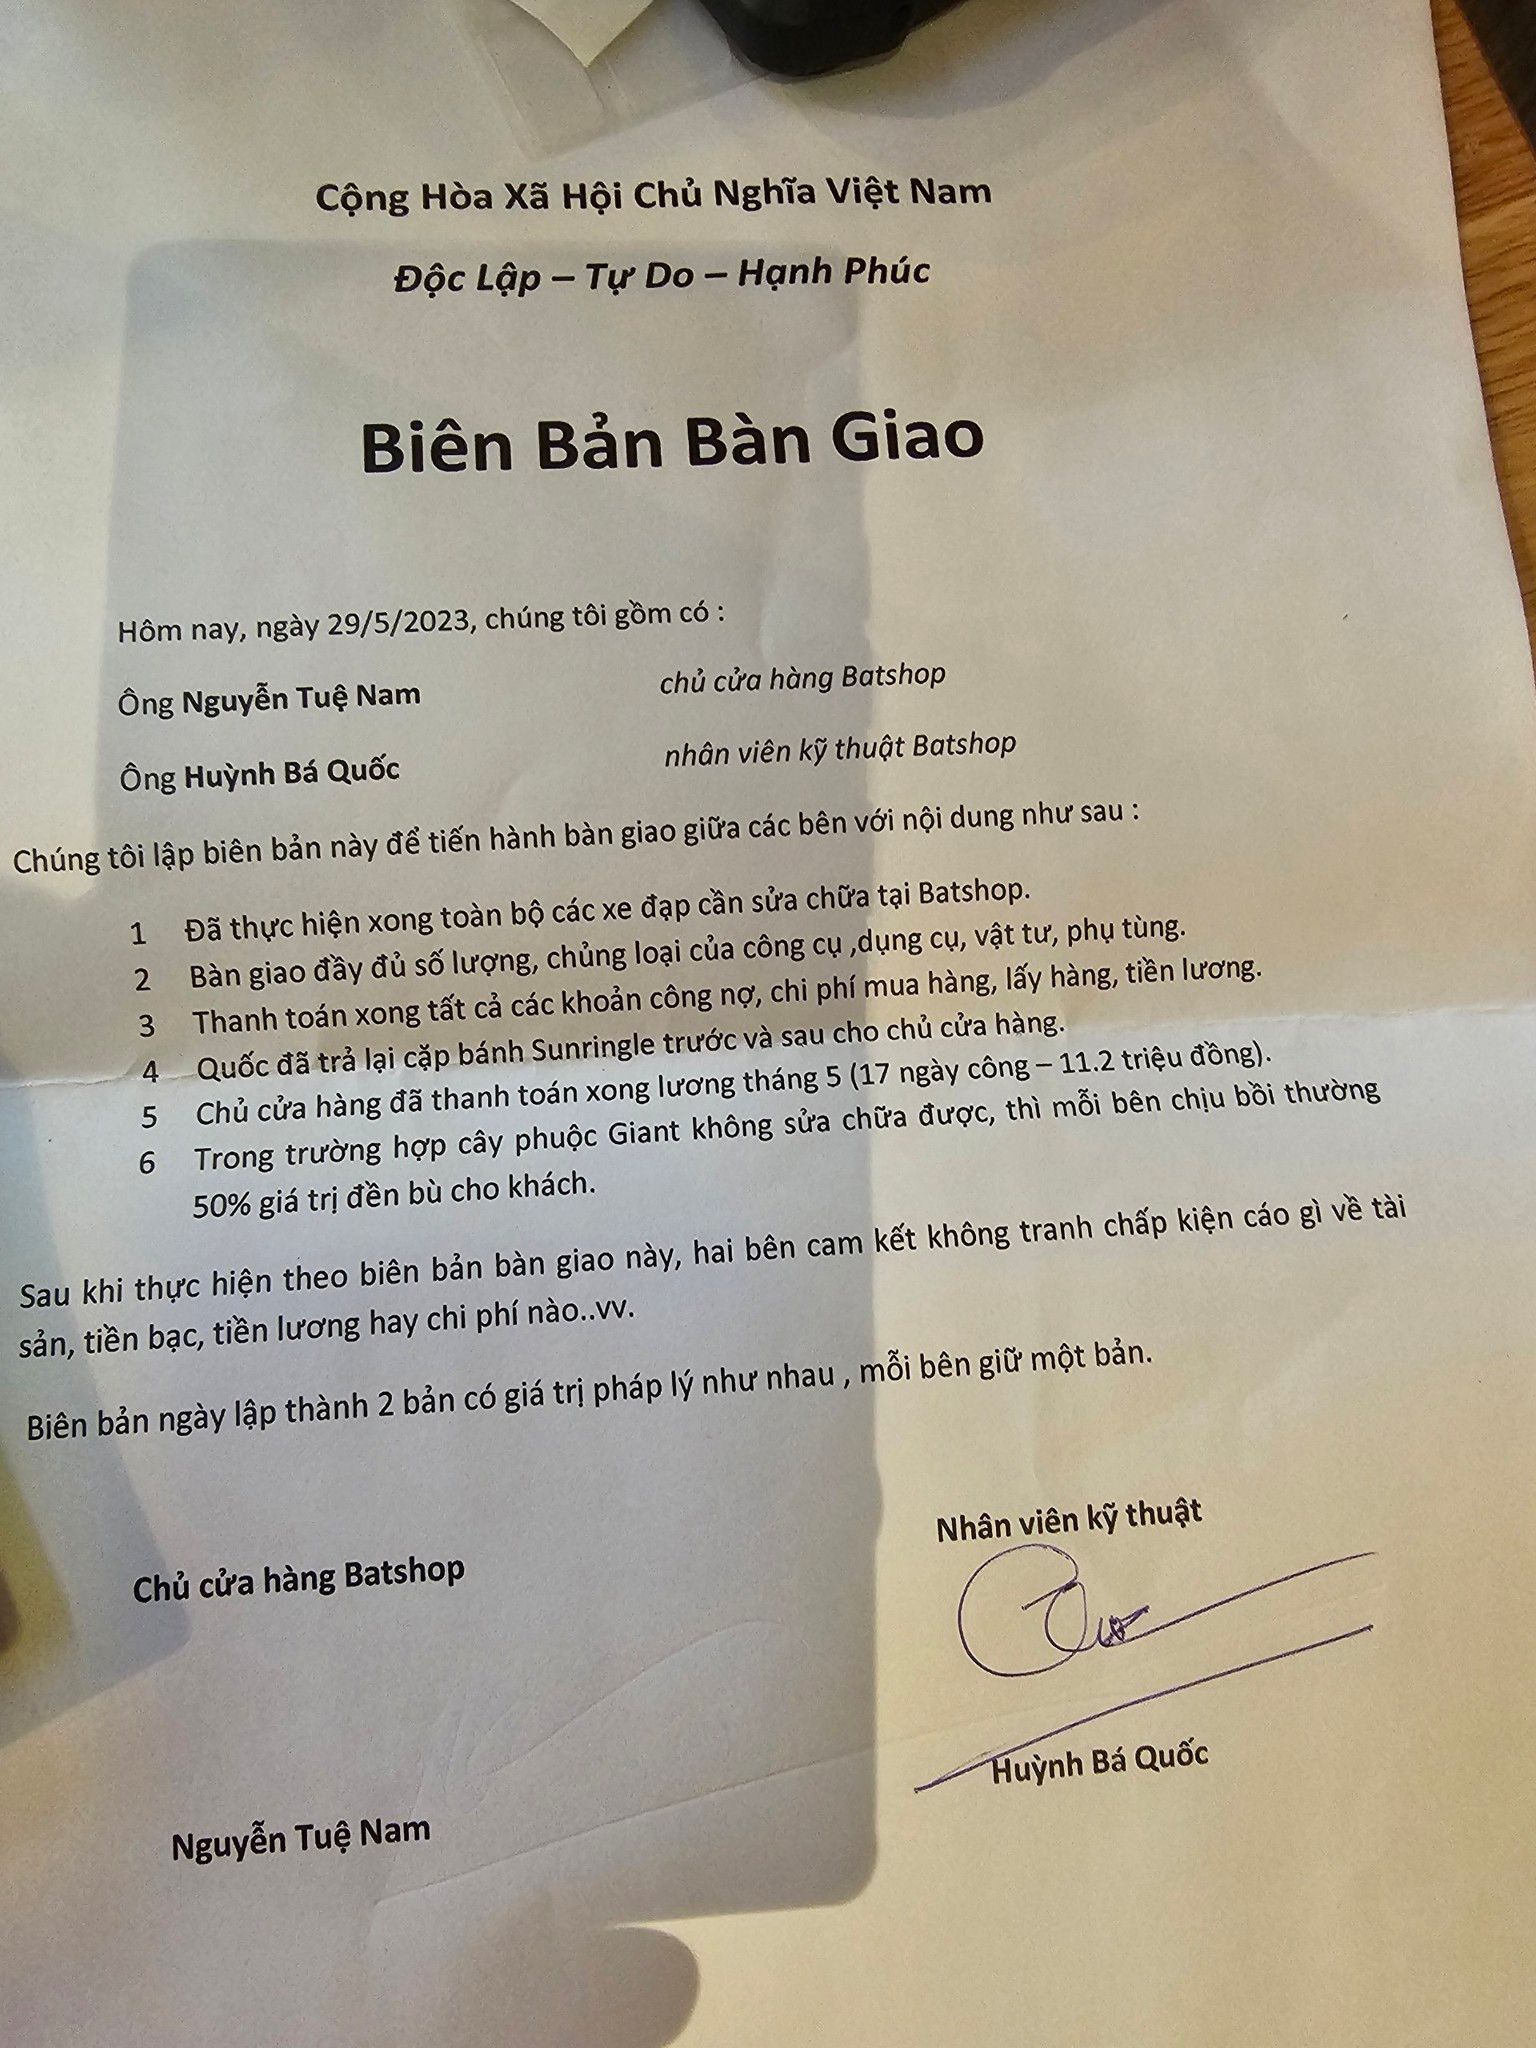 Cộng Hòa Xã Hội Chủ Nghĩa Việt Nam
Độc Lập – Tự Do – Hạnh Phúc
Biên Bản Bàn Giao
Hôm nay, ngày 29/5/2023, chúng tôi gồm có :
Ông Nguyễn Tuệ Nam chủ cửa hàng Batshop
Ông Huỳnh Bá Quốc nhân viên kỹ thuật Batshop
Chúng tôi lập biên bản này để tiến hành bàn giao giữa các bên với nội dung như sau :
1 Đã thực hiện xong toàn bộ các xe đạp cần sửa chữa tại Batshop.
2 Bàn giao đầy đủ số lượng, chủng loại của công cụ ,dụng cụ, vật tư, phụ tùng.
3 Thanh toán xong tất cả các khoản công nợ, chi phí mua hàng, lấy hàng, tiền lương.
4 Quốc đã trả lại cặp bánh Sunringle trước và sau cho chủ cửa hàng.
5 Chủ cửa hàng đã thanh toán xong lương tháng 5 (17 ngày công – 11.2 triệu đồng).
6 Trong trường hợp cây phuộc Giant không sửa chữa được, thì mỗi bên chịu bồi thường
50% giá trị đền bù cho khách.
Sau khi thực hiện theo biên bản bàn giao này, hai bên cam kết không tranh chấp kiện cáo gì về tài
sản, tiền bạc, tiền lương hay chi phí nào..vv.
Biên bản ngày lập thành 2 bản có giá trị pháp lý như nhau , mỗi bên giữ một bản.
Nhân viên kỹ thuật
Chủ cửa hàng Batshop
Huỳnh Bá Quốc
Nguyễn Tuệ Nam